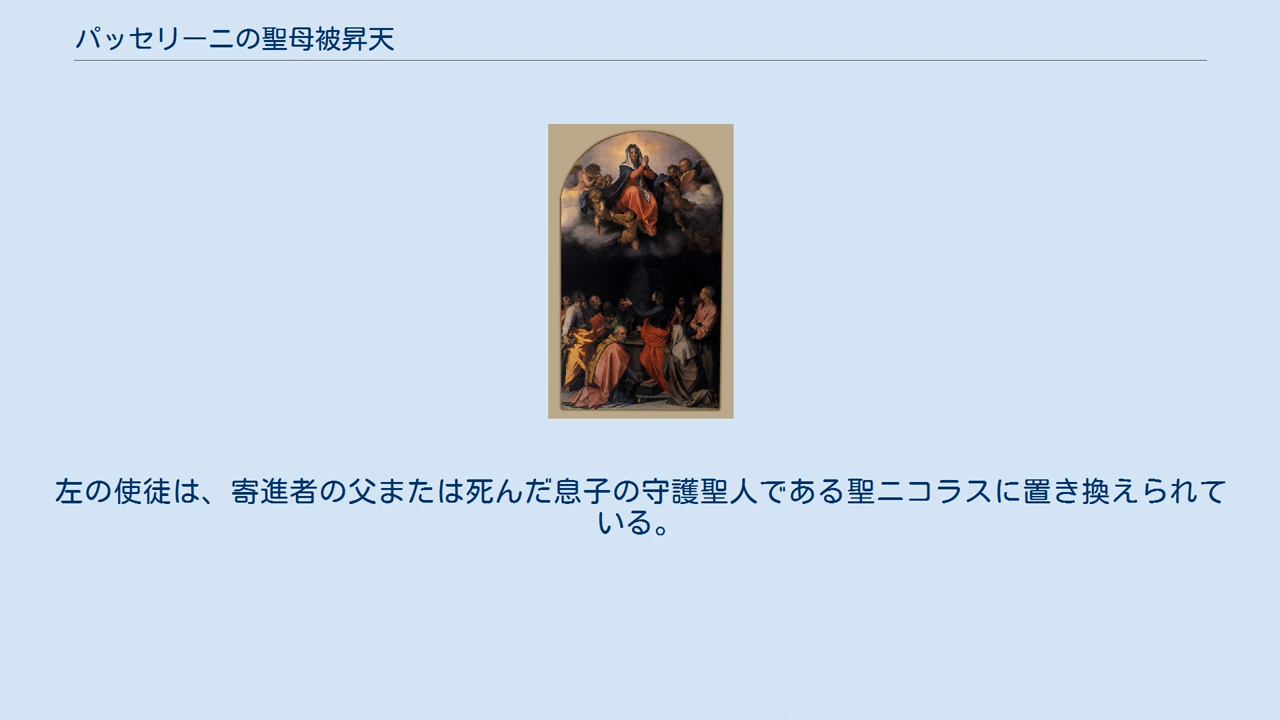 パッセリーニの聖母被昇天
左の使徒は、寄進者の父または死んだ息子の守護聖人である聖ニコラスに置き換えられて
いる。